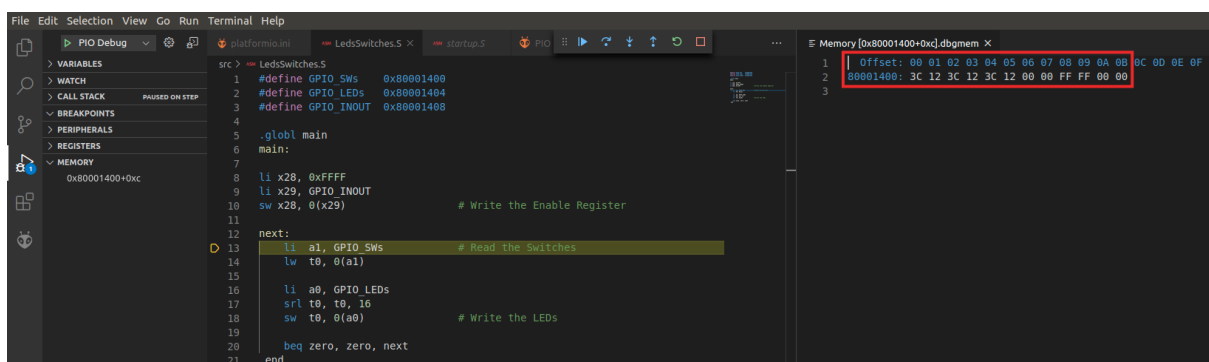 File Edit Selection View Go Run Terminal Help
PIO Debug
platformio.ini
LedsSwitches.S
startup.S
PIO
Memory [0x80001400+0xc].dbgmem
VARIABLES
WATCH
CALL STACK PAUSED ON STEP
BREAKPOINTS
PERIPHERALS
REGISTERS
MEMORY
0x80001400+0xc
1
src > LedsSwitches.S
1 #define GPIO_SWs 0x80001400
2 #define GPIO_LEDs 0x80001404
3 #define GPIO_INOUT 0x80001408
4
5 .globl main
6 main:
7
8 li x28, 0xFFFF
9 li x29, GPIO_INOUT
10 sw x28, 0(x29) # Write the Enable Register
11
12 next:
13 li a1, GPIO_SWs # Read the Switches
14 lw t0, 0(a1)
15
16 li a0, GPIO_LEDs
17 srl t0, t0, 16
18 sw t0, 0(a0) # Write the LEDs
19
20 beq zero, zero, next
21 .end
1 Offset: 00 01 02 03 04 05 06 07 08 09 0A 0B 0C 0D 0E 0F
2 80001400: 3C 12 3C 12 3C 12 00 00 FF FF 00 00
3